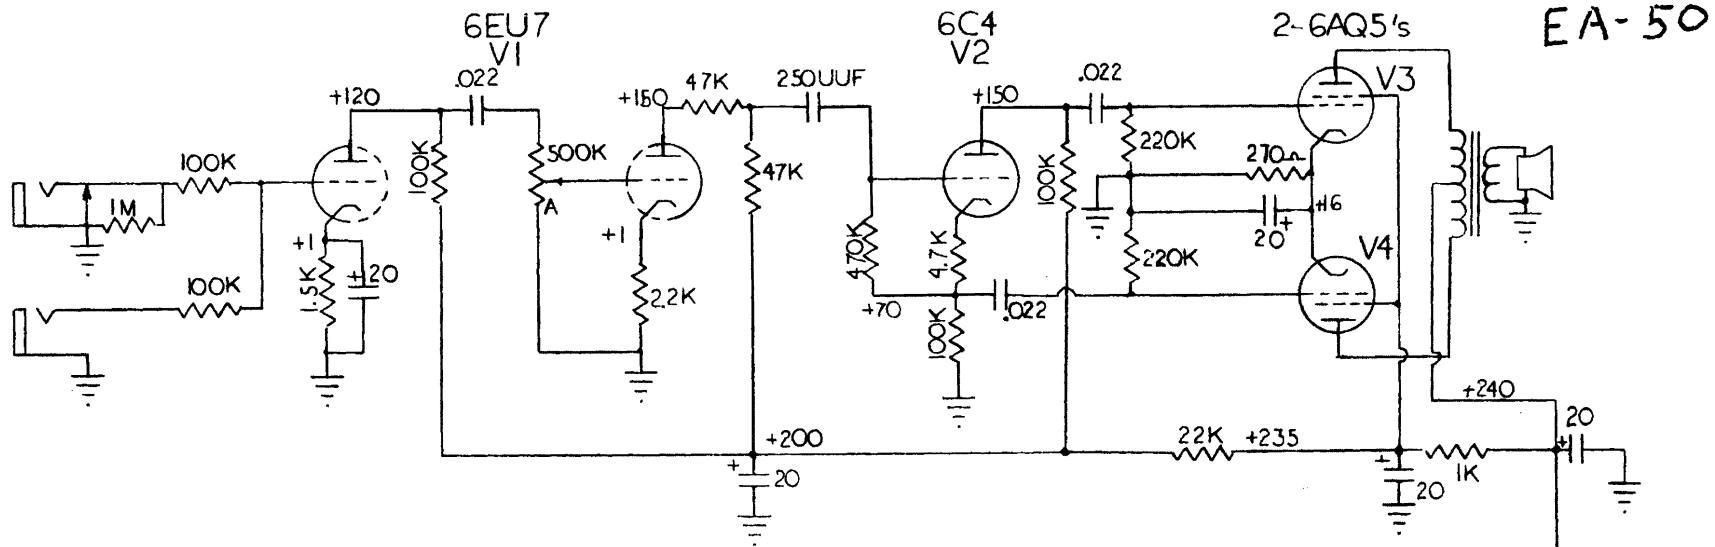 EA-50
6EU7
V1
6C4
V2
2-6AQ5's
V3
.022
47K
250UUF
.022
+120
+150
+150
100K
100K
500K
47K
100K
220K
270Ω
1M
A
+16
+1
+1
20
470K
4.7K
V4
+20
220K
100K
1.5K
2.2K
+70
.022
100K
+240
+200
22K
+235
20
+
20
+
20
1K
+